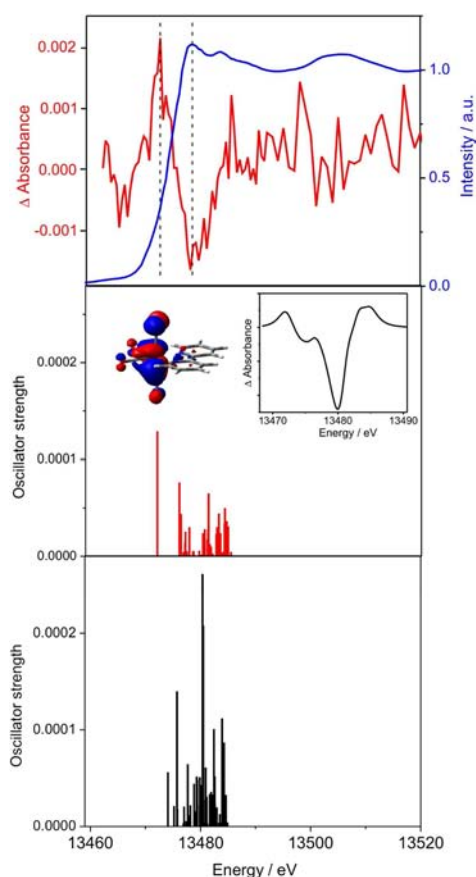 0.002
0.001
0.000
-0.001
Δ Absorbance
1.0
0.5
0.0
Intensity / a.u.
0.0002
0.0001
0.0000
Oscillator strength
Δ Absorbance
13470 13480 13490
Energy / eV
0.0002
0.0001
0.0000
Oscillator strength
13460 13480 13500 13520
Energy / eV